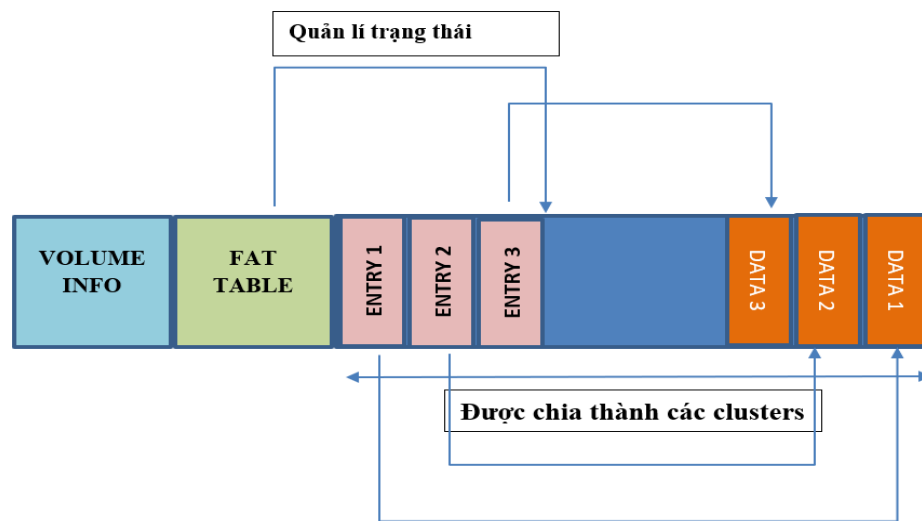 Quản lí trạng thái
VOLUME
INFO
FAT
TABLE
ENTRY 1
ENTRY 2
ENTRY 3
DATA 3
DATA 2
DATA 1
Được chia thành các clusters